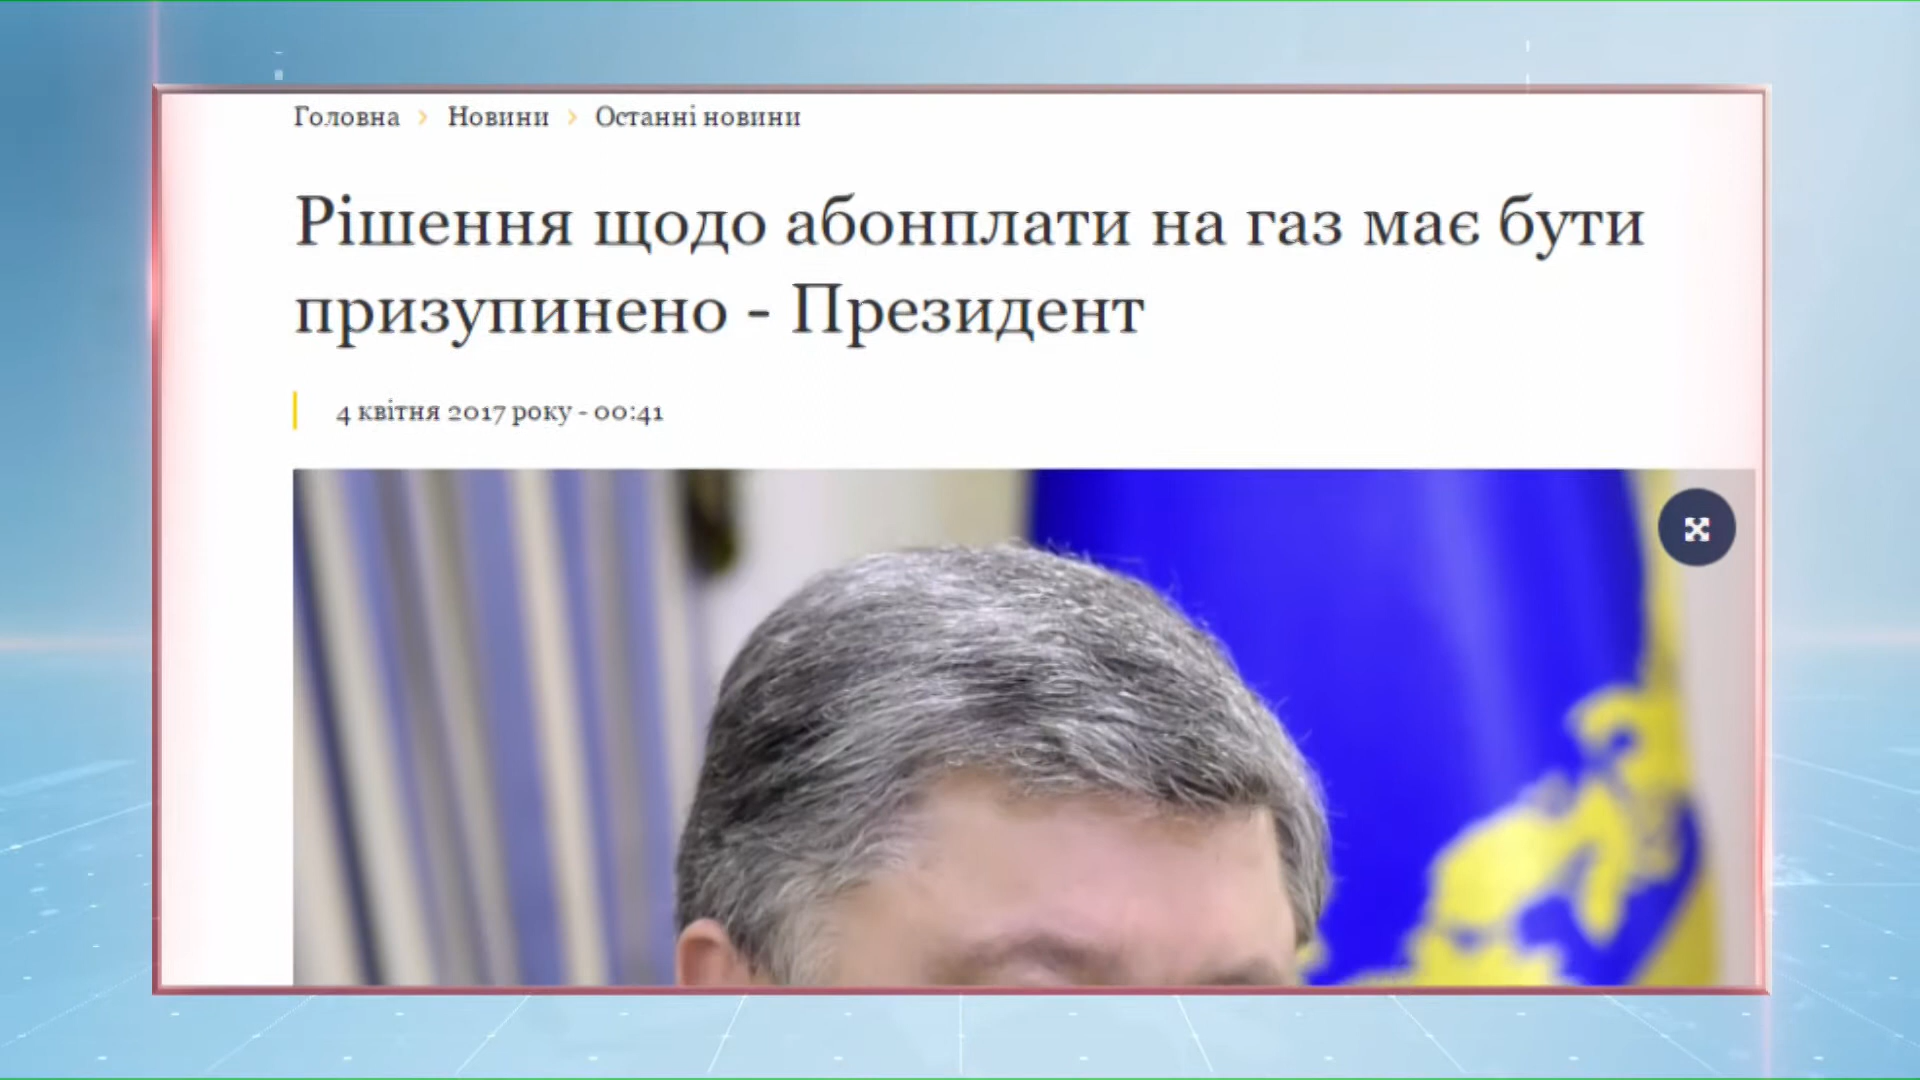 Головна > Новини > Останні новини
Рішення щодо абонплати на газ має бути
призупинено - Президент
4 квітня 2017 року - 00:41